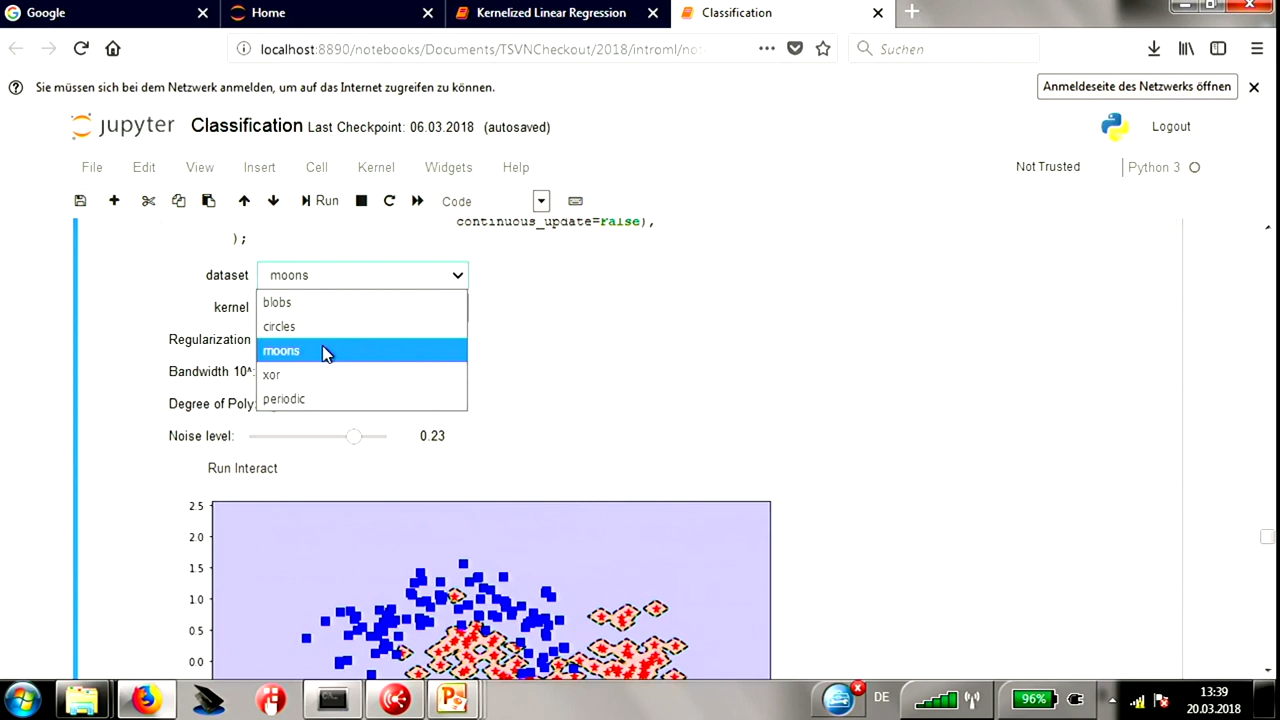 Google
Home
Kernelized Linear Regression
Classification
localhost:8890/notebooks/Documents/TSVNCheckout/2018/introml/not
Suchen
Sie müssen sich bei dem Netzwerk anmelden, um auf das Internet zugreifen zu können.
Anmeldeseite des Netzwerks öffnen
jupyter
Classification Last Checkpoint: 06.03.2018 (autosaved)
Logout
File Edit View Insert Cell Kernel Widgets Help
Not Trusted
Python 3
Run
Code
continuous_update=False),
);
dataset
moons
blobs
circles
moons
xor
periodic
kernel
Regularization
Bandwidth 10^:
Degree of Poly:
Noise level:
0.23
Run Interact
2.5
2.0
1.5
1.0
0.5
0.0
DE
96%
13:39
20.03.2018